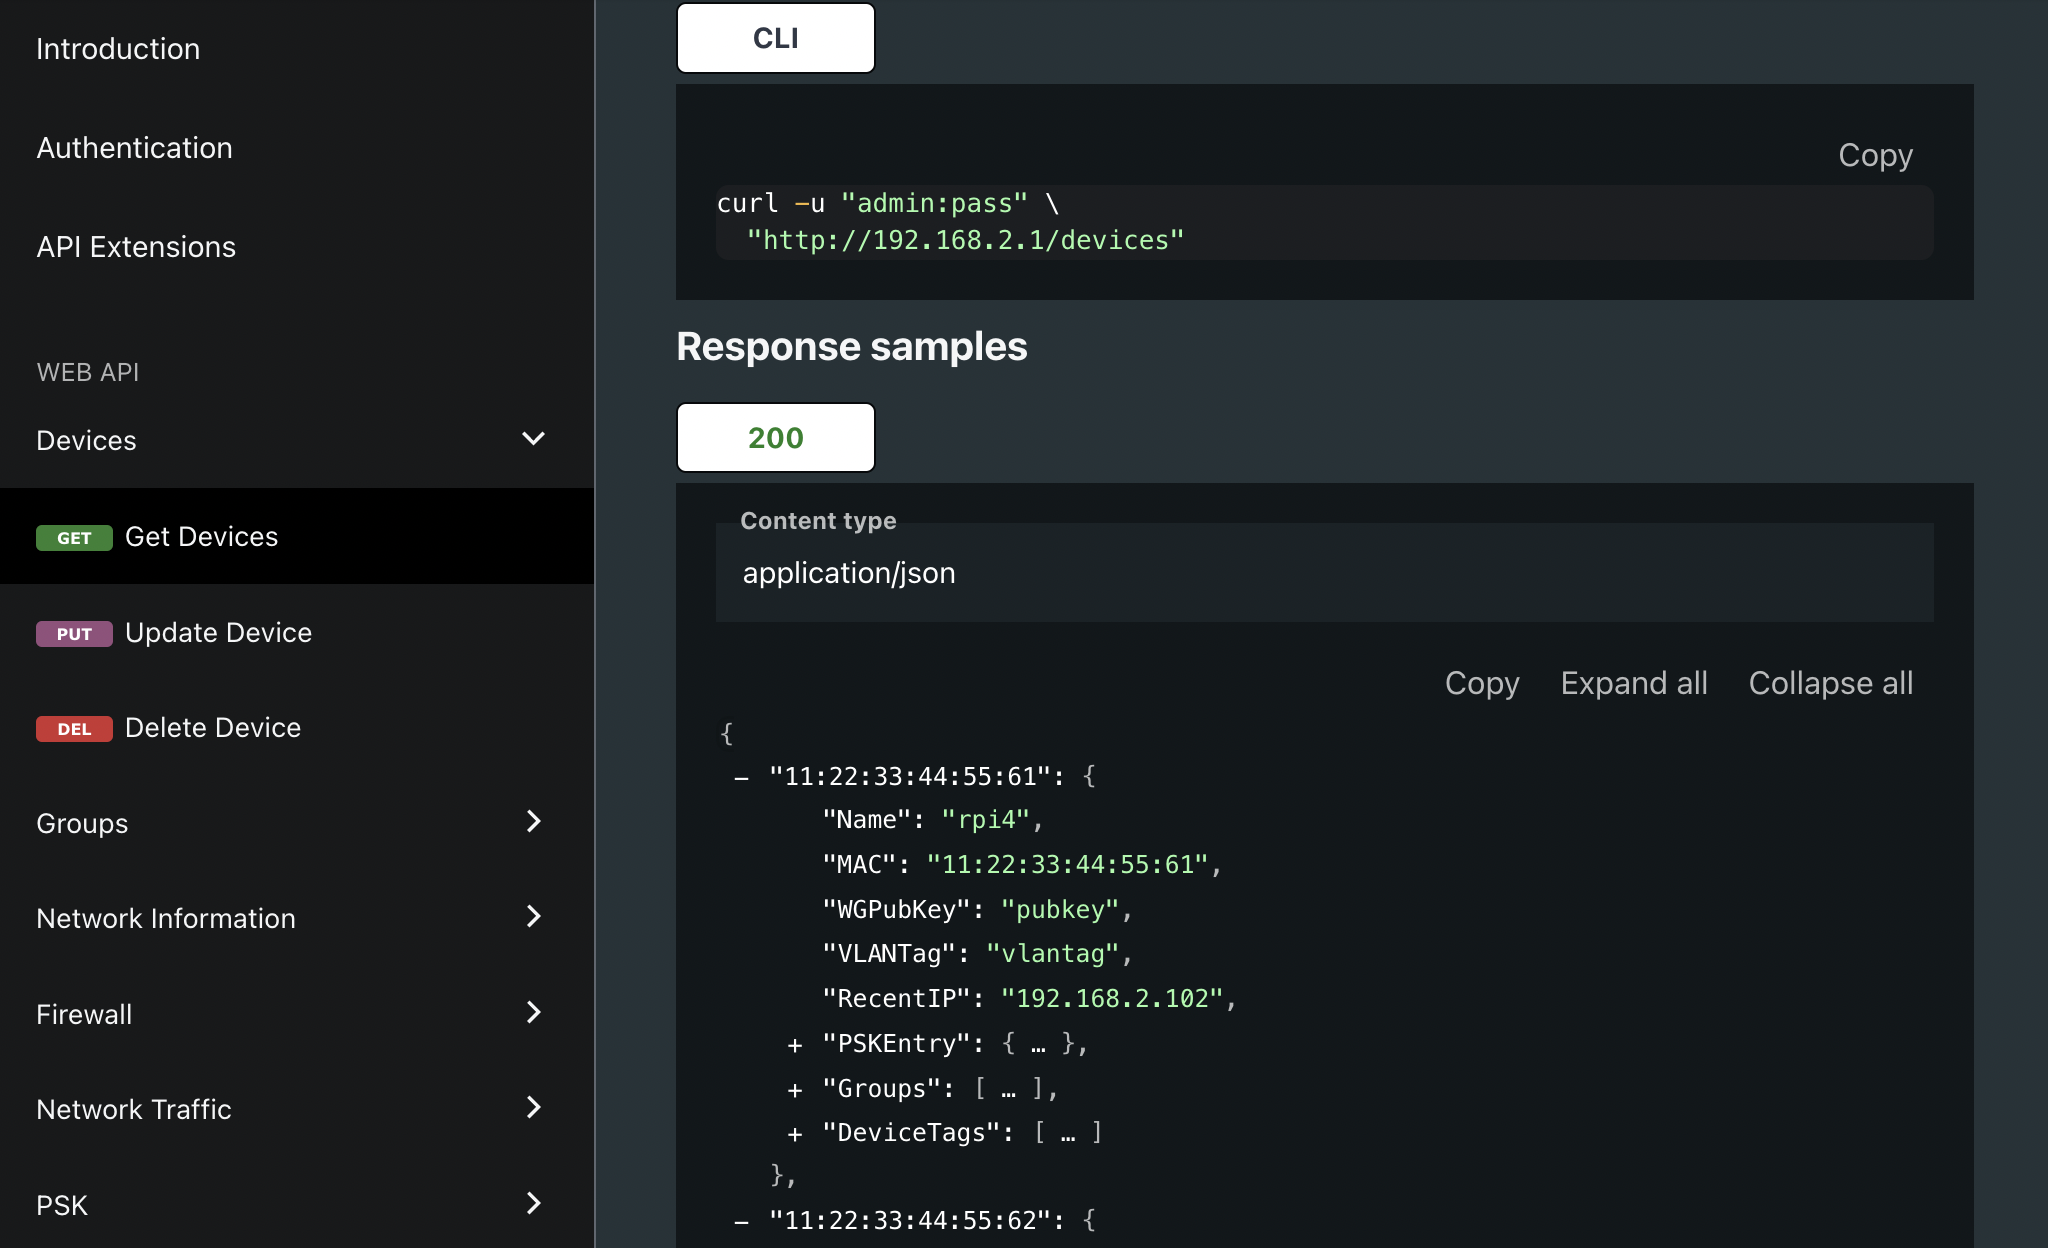 Introduction
Authentication
API Extensions
WEB API
Devices
GET Get Devices
PUT Update Device
DEL Delete Device
Groups
Network Information
Firewall
Network Traffic
PSK
CLI
Copy
curl -u "admin:pass" \
"http://192.168.2.1/devices"
Response samples
200
Content type
application/json
Copy Expand all Collapse all
{
– "11:22:33:44:55:61": {
"Name": "rpi4",
"MAC": "11:22:33:44:55:61",
"WGPubKey": "pubkey",
"VLANTag": "vlantag",
"RecentIP": "192.168.2.102",
+ "PSKEntry": { … },
+ "Groups": [ … ],
+ "DeviceTags": [ … ]
},
– "11:22:33:44:55:62": {